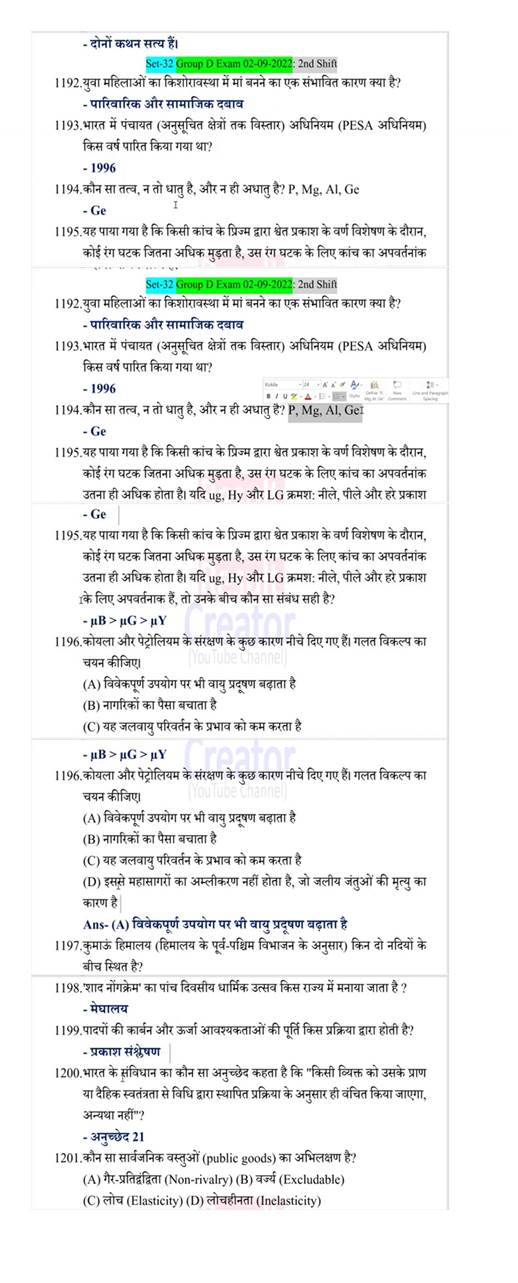 - दोनों कथन सत्य हैं।
Set-32 Group D Exam 02-09-2022: 2nd Shift
1192.युवा महिलाओं का किशोरावस्था में मां बनने का एक संभावित कारण क्या है?
- पारिवारिक और सामाजिक दबाव
1193.भारत में पंचायत (अनुसूचित क्षेत्रों तक विस्तार) अधिनियम (PESA अधिनियम)
किस वर्ष पारित किया गया था?
- 1996
1194.कौन सा तत्व, न तो धातु है, और न ही अधातु है? P, Mg, Al, Ge
- Ge
1195.यह पाया गया है कि किसी कांच के प्रिज्म द्वारा श्वेत प्रकाश के वर्ण विशेषण के दौरान,
कोई रंग घटक जितना अधिक मुड़ता है, उस रंग घटक के लिए कांच का अपवर्तनांक
Set-32 Group D Exam 02-09-2022: 2nd Shift
1192.युवा महिलाओं का किशोरावस्था में मां बनने का एक संभावित कारण क्या है?
- पारिवारिक और सामाजिक दबाव
1193.भारत में पंचायत (अनुसूचित क्षेत्रों तक विस्तार) अधिनियम (PESA अधिनियम)
किस वर्ष पारित किया गया था?
- 1996
1194.कौन सा तत्व, न तो धातु है, और न ही अधातु है? P, Mg, Al, Ge
- Ge
1195.यह पाया गया है कि किसी कांच के प्रिज्म द्वारा श्वेत प्रकाश के वर्ण विशेषण के दौरान,
कोई रंग घटक जितना अधिक मुड़ता है, उस रंग घटक के लिए कांच का अपवर्तनांक
उतना ही अधिक होता है। यदि ug, Hy और LG क्रमश: नीले, पीले और हरे प्रकाश
- Ge
1195.यह पाया गया है कि किसी कांच के प्रिज्म द्वारा श्वेत प्रकाश के वर्ण विशेषण के दौरान,
कोई रंग घटक जितना अधिक मुड़ता है, उस रंग घटक के लिए कांच का अपवर्तनांक
उतना ही अधिक होता है। यदि ug, Hy और LG क्रमश: नीले, पीले और हरे प्रकाश
के लिए अपवर्तनाक हैं, तो उनके बीच कौन सा संबंध सही है?
- µB > µG > µY
Creator
1196.कोयला और पेट्रोलियम के संरक्षण के कुछ कारण नीचे दिए गए हैं। गलत विकल्प का
चयन कीजिए।
(YouTube Channel)
(A) विवेकपूर्ण उपयोग पर भी वायु प्रदूषण बढ़ाता है
(B) नागरिकों का पैसा बचाता है
(C) यह जलवायु परिवर्तन के प्रभाव को कम करता है
- µB > µG > µY
Creator
1196.कोयला और पेट्रोलियम के संरक्षण के कुछ कारण नीचे दिए गए हैं। गलत विकल्प का
चयन कीजिए।
(YouTube Channel)
(A) विवेकपूर्ण उपयोग पर भी वायु प्रदूषण बढ़ाता है
(B) नागरिकों का पैसा बचाता है
(C) यह जलवायु परिवर्तन के प्रभाव को कम करता है
(D) इससे महासागरों का अम्लीकरण नहीं होता है, जो जलीय जंतुओं की मृत्यु का
कारण है
Ans- (A) विवेकपूर्ण उपयोग पर भी वायु प्रदूषण बढ़ाता है
1197.कुमाऊं हिमालय (हिमालय के पूर्व-पश्चिम विभाजन के अनुसार) किन दो नदियों के
बीच स्थित है?
1198.'शाद नोंगक्रेम' का पांच दिवसीय धार्मिक उत्सव किस राज्य में मनाया जाता है ?
- मेघालय
1199.पादपों की कार्बन और ऊर्जा आवश्यकताओं की पूर्ति किस प्रक्रिया द्वारा होती है?
- प्रकाश संश्लेषण
1200.भारत के संविधान का कौन सा अनुच्छेद कहता है कि "किसी व्यिक्त को उसके प्राण
या दैहिक स्वतंत्रता से विधि द्वारा स्थापित प्रक्रिया के अनुसार ही वंचित किया जाएगा,
अन्यथा नहीं"?
- अनुच्छेद 21
1201.कौन सा सार्वजनिक वस्तुओं (public goods) का अभिलक्षण है?
(A) गैर-प्रतिद्वंद्विता (Non-rivalry) (B) वर्ज्य (Excludable)
(C) लोच (Elasticity) (D) लोचहीनता (Inelasticity)